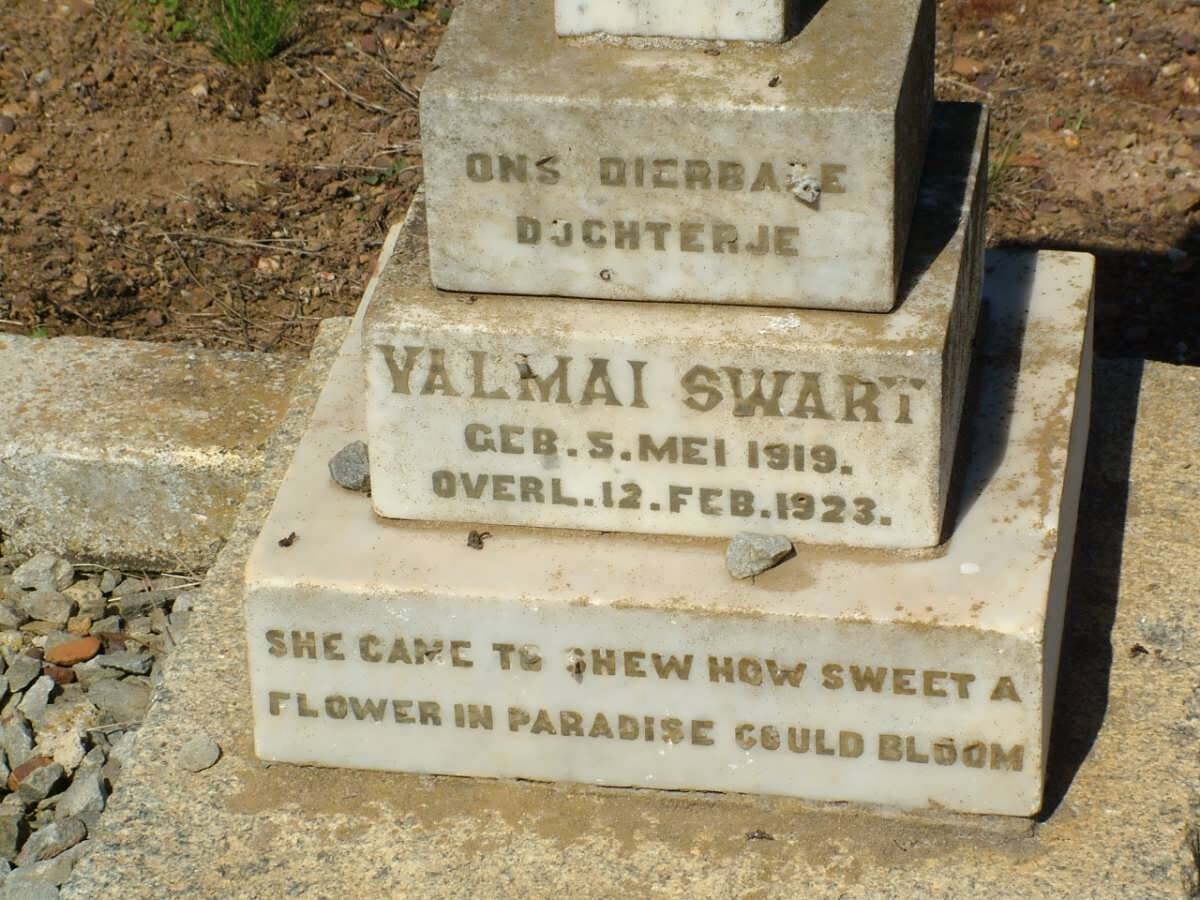 ONS DIERBARE
DOCHTERJE
VALMAI SWART
GEB. 5. MEI 1919.
OVERL. 12. FEB. 1923.
SHE CAME TO SHEW HOW SWEET A
FLOWER IN PARADISE COULD BLOOM